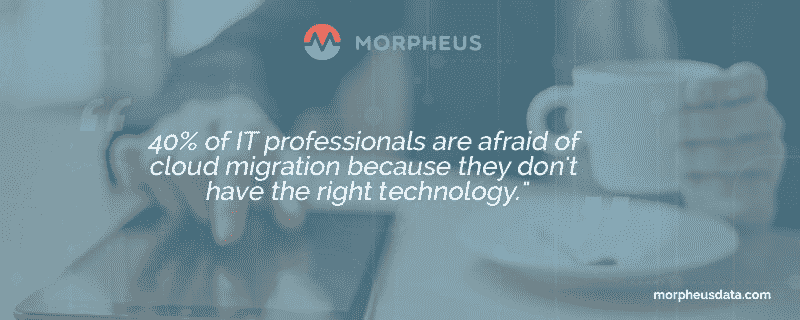 MORPHEUS
“
40% of IT professionals are afraid of
cloud migration because they don't
have the right technology."
”
morpheusdata.com